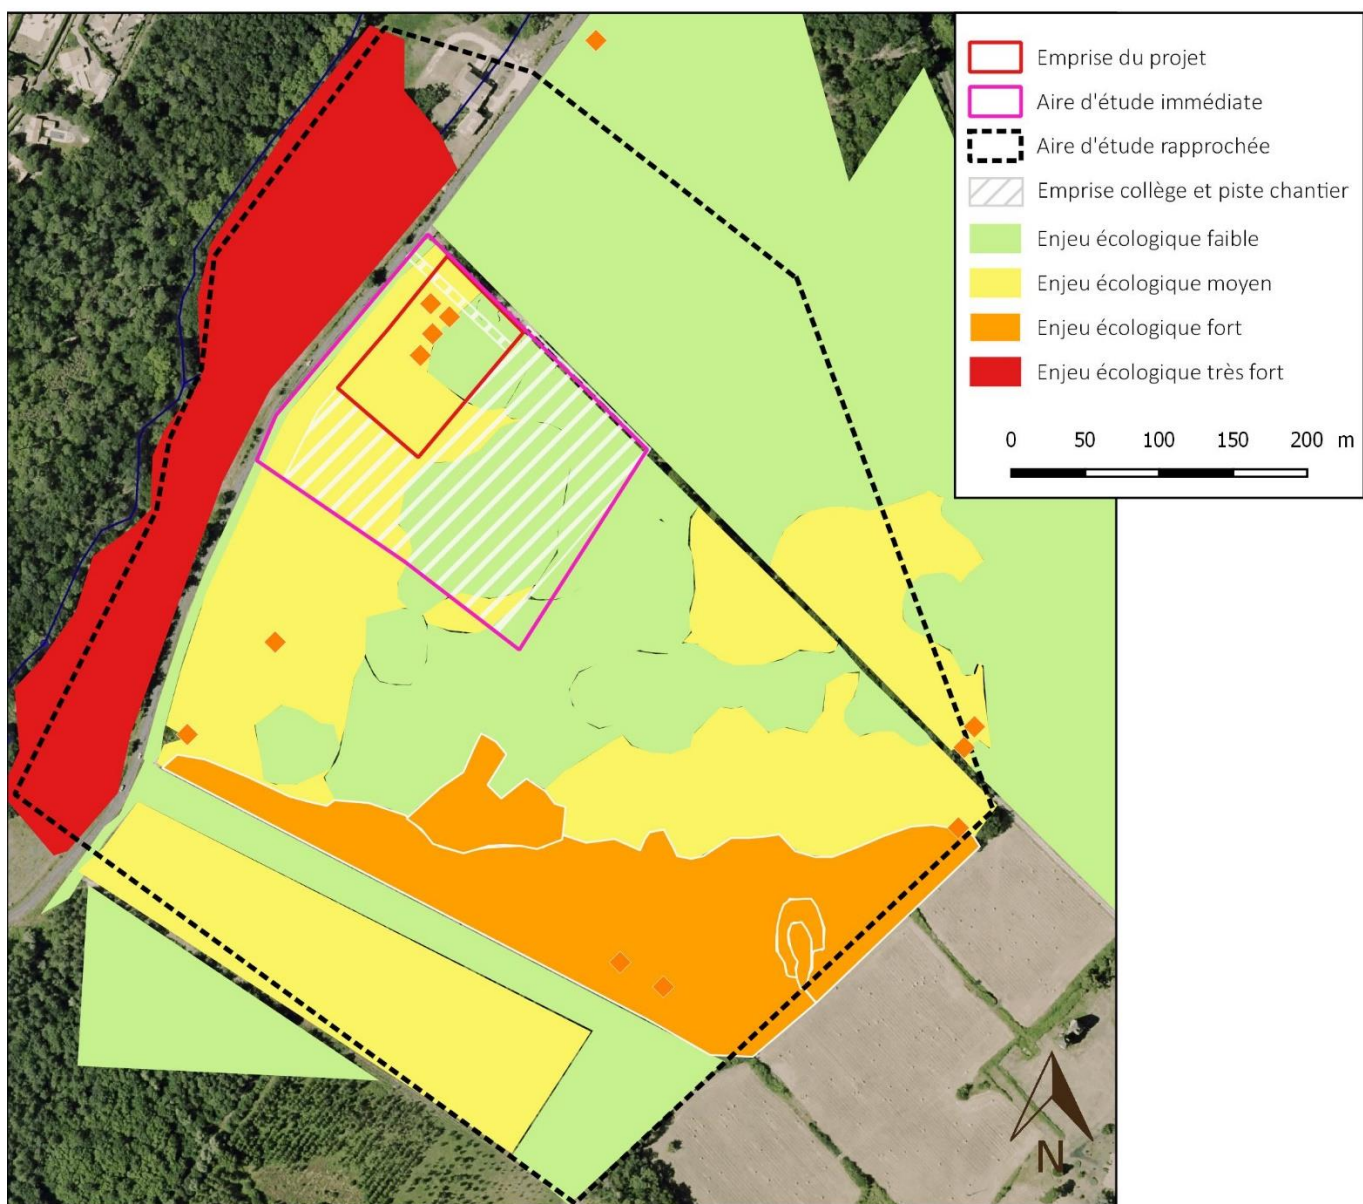 Emprise du projet
Aire d'étude immédiate
Aire d'étude rapprochée
Emprise collège et piste chantier
Enjeu écologique faible
Enjeu écologique moyen
Enjeu écologique fort
Enjeu écologique très fort
0 50 100 150 200 m
N